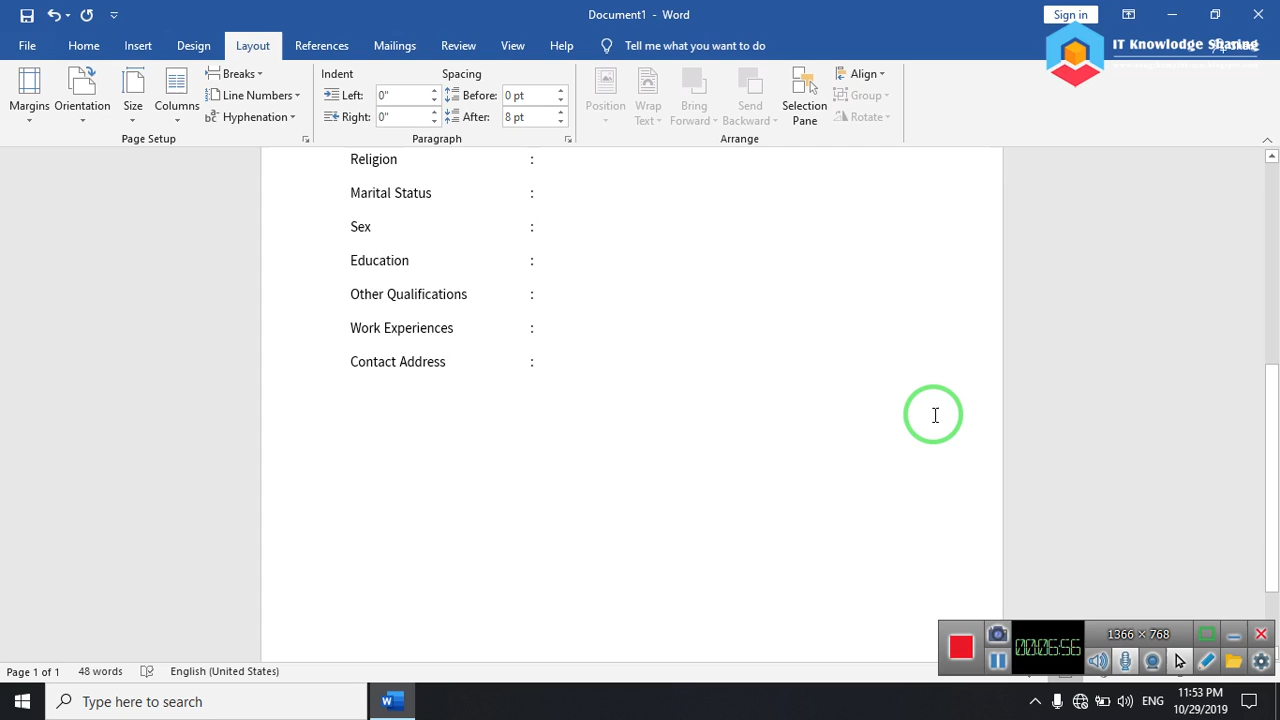 Document1 - Word
Sign in
IT Knowledge Sharing
File Home Insert Design Layout References Mailings Review View Help Tell me what you want to do
Margins Orientation Size Columns
Breaks
Line Numbers
Hyphenation
Page Setup
Indent
Left: 0"
Right: 0"
Spacing
Before: 0 pt
After: 8 pt
Paragraph
Position
Wrap Text
Bring Forward
Send Backward
Selection Pane
Align
Group
Rotate
Arrange
Religion :
Marital Status :
Sex :
Education :
Other Qualifications :
Work Experiences :
Contact Address :
1366 × 768
00:06:56
Page 1 of 1 48 words English (United States)
Type here to search
ENG
11:53 PM
10/29/2019